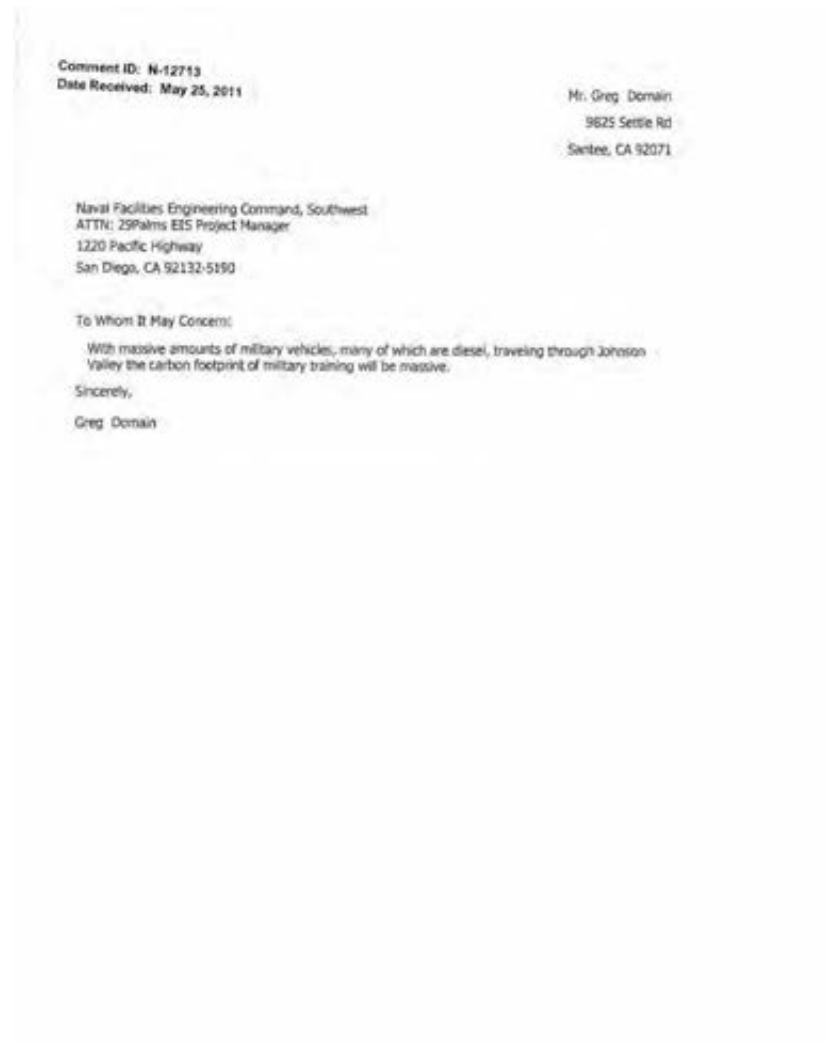 Comment ID: N-12713
Date Received: May 25, 2011
Mr. Greg Domain
9825 Settle Rd
Santee, CA 92071
Naval Facilities Engineering Command, Southwest
ATTN: 29Palms EIS Project Manager
1220 Pacific Highway
San Diego, CA 92132-5190
To Whom It May Concern:
With massive amounts of military vehicles, many of which are diesel, traveling through Johnson
Valley the carbon footprint of military training will be massive.
Sincerely,
Greg Domain